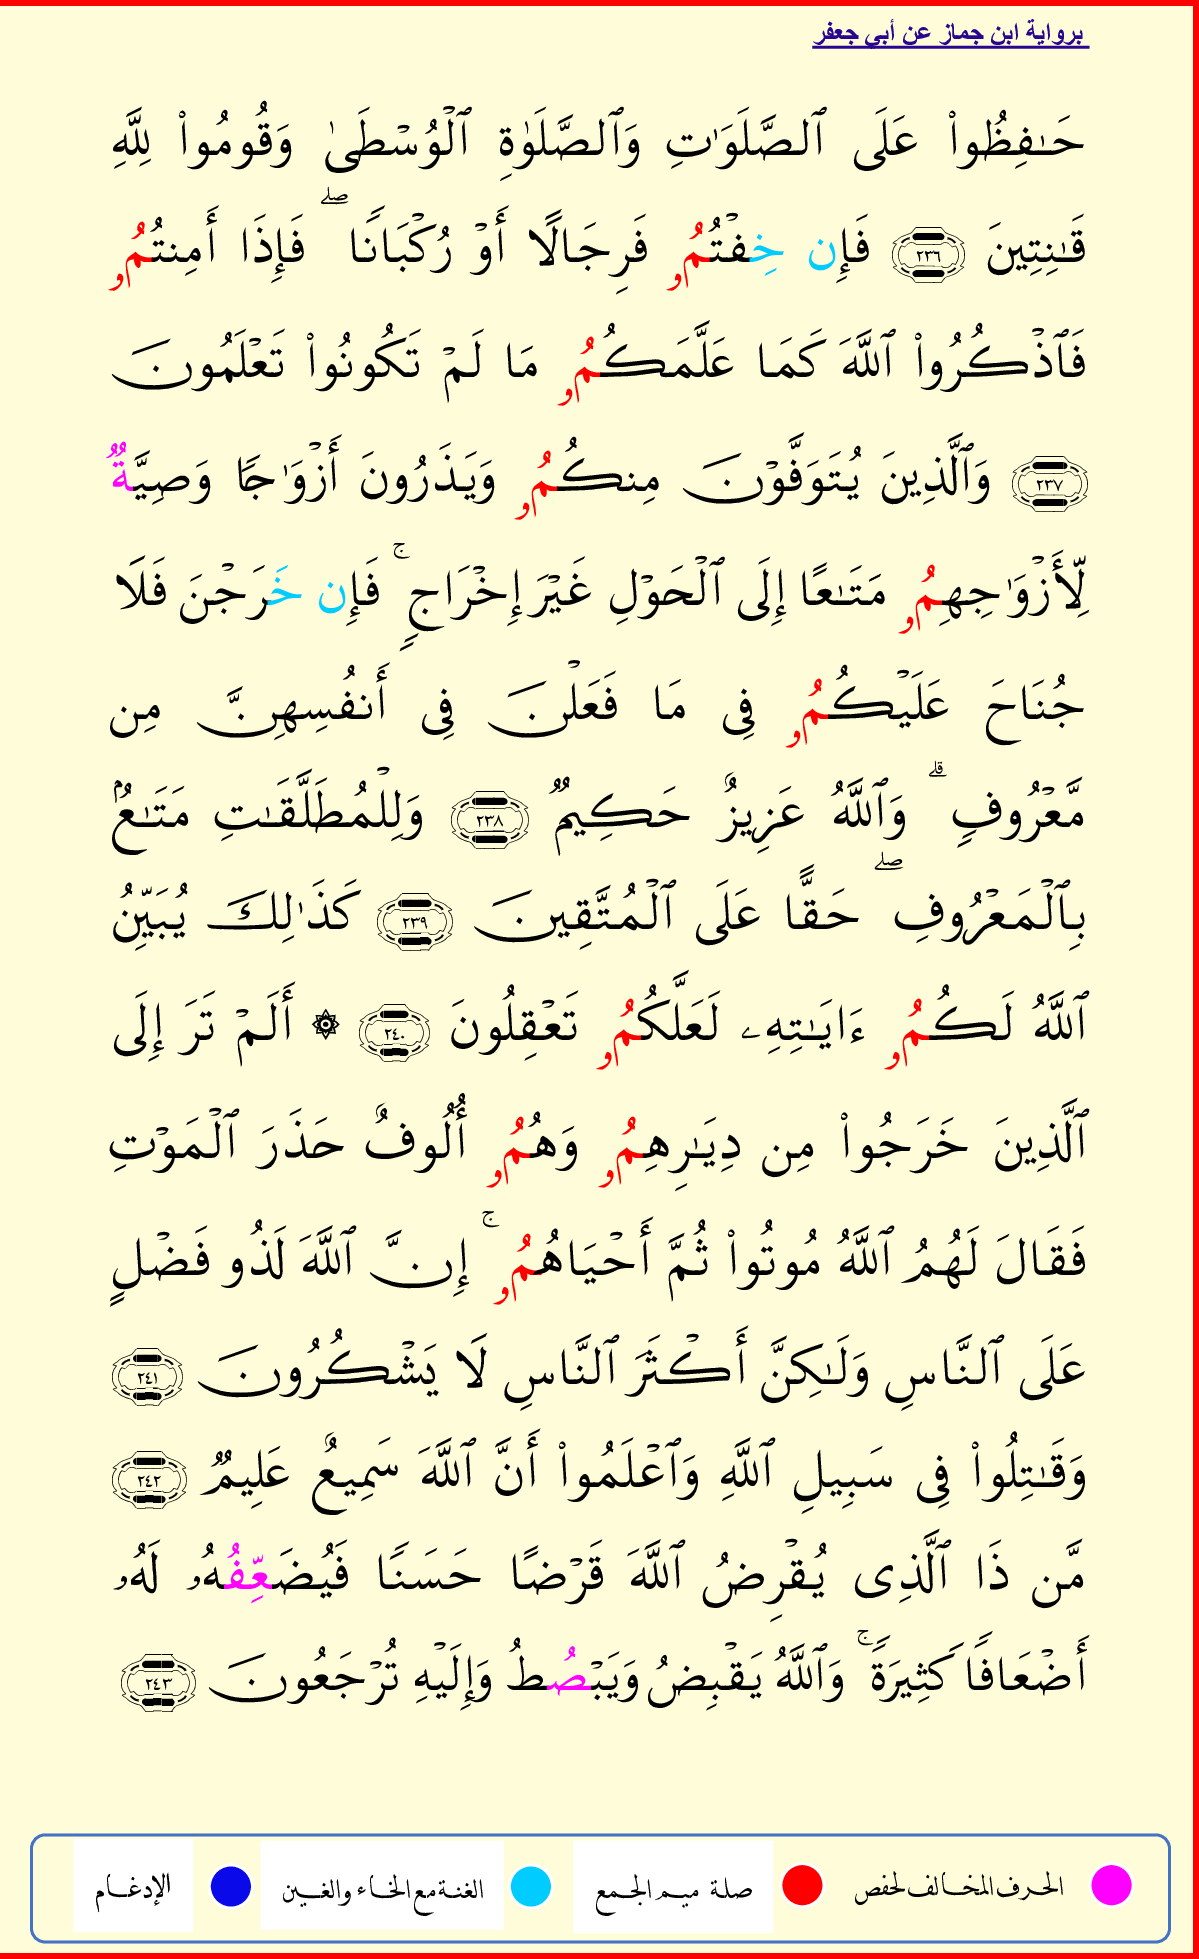 برواية ابن جماز عن أبي جعفر
حَـٰفِظُوا۟ عَلَى ٱلصَّلَوَٰتِ وَٱلصَّلَوٰةِ ٱلْوُسْطَىٰ وَقُومُوا۟ لِلَّهِ
قَـٰنِتِينَ ٢٣٦ فَإِن خِفْتُمُۥ فَرِجَالًا أَوْ رُكْبَانًا ۖ فَإِذَا أَمِنتُمُۥ
فَٱذْكُرُوا۟ ٱللَّهَ كَمَا عَلَّمَكُمُۥ مَا لَمْ تَكُونُوا۟ تَعْلَمُونَ
٢٣٧ وَٱلَّذِينَ يُتَوَفَّوْنَ مِنكُمُۥ وَيَذَرُونَ أَزْوَٰجًا وَصِيَّةٌ
لِّأَزْوَٰجِهِمُۥ مَتَـٰعًا إِلَى ٱلْحَوْلِ غَيْرَ إِخْرَاجٍ ۚ فَإِن خَرَجْنَ فَلَا
جُنَاحَ عَلَيْكُمُۥ فِى مَا فَعَلْنَ فِى أَنفُسِهِنَّ مِن
مَّعْرُوفٍ ۗ وَٱللَّهُ عَزِيزٌ حَكِيمٌ ٢٣٨ وَلِلْمُطَلَّقَـٰتِ مَتَـٰعٌۢ
بِٱلْمَعْرُوفِ ۖ حَقًّا عَلَى ٱلْمُتَّقِينَ ٢٣٩ كَذَٰلِكَ يُبَيِّنُ
ٱللَّهُ لَكُمُۥ ءَايَـٰتِهِۦ لَعَلَّكُمُۥ تَعْقِلُونَ ٢٤٠ ۞ أَلَمْ تَرَ إِلَى
ٱلَّذِينَ خَرَجُوا۟ مِن دِيَـٰرِهِمُۥ وَهُمُۥ أُلُوفٌ حَذَرَ ٱلْمَوْتِ
فَقَالَ لَهُمُ ٱللَّهُ مُوتُوا۟ ثُمَّ أَحْيَاهُمُۥ ۚ إِنَّ ٱللَّهَ لَذُو فَضْلٍ
عَلَى ٱلنَّاسِ وَلَـٰكِنَّ أَكْثَرَ ٱلنَّاسِ لَا يَشْكُرُونَ ٢٤١
وَقَـٰتِلُوا۟ فِى سَبِيلِ ٱللَّهِ وَٱعْلَمُوا۟ أَنَّ ٱللَّهَ سَمِيعٌ عَلِيمٌ ٢٤٢
مَّن ذَا ٱلَّذِى يُقْرِضُ ٱللَّهَ قَرْضًا حَسَنًا فَيُضَعِّفُهُۥ لَهُۥ
أَضْعَافًا كَثِيرَةً ۚ وَٱللَّهُ يَقْبِضُ وَيَبْصُطُ وَإِلَيْهِ تُرْجَعُونَ ٢٤٣
الحرف المخالف لحفص صلة ميم الجمع الغنة مع الخاء والغين الإدغام